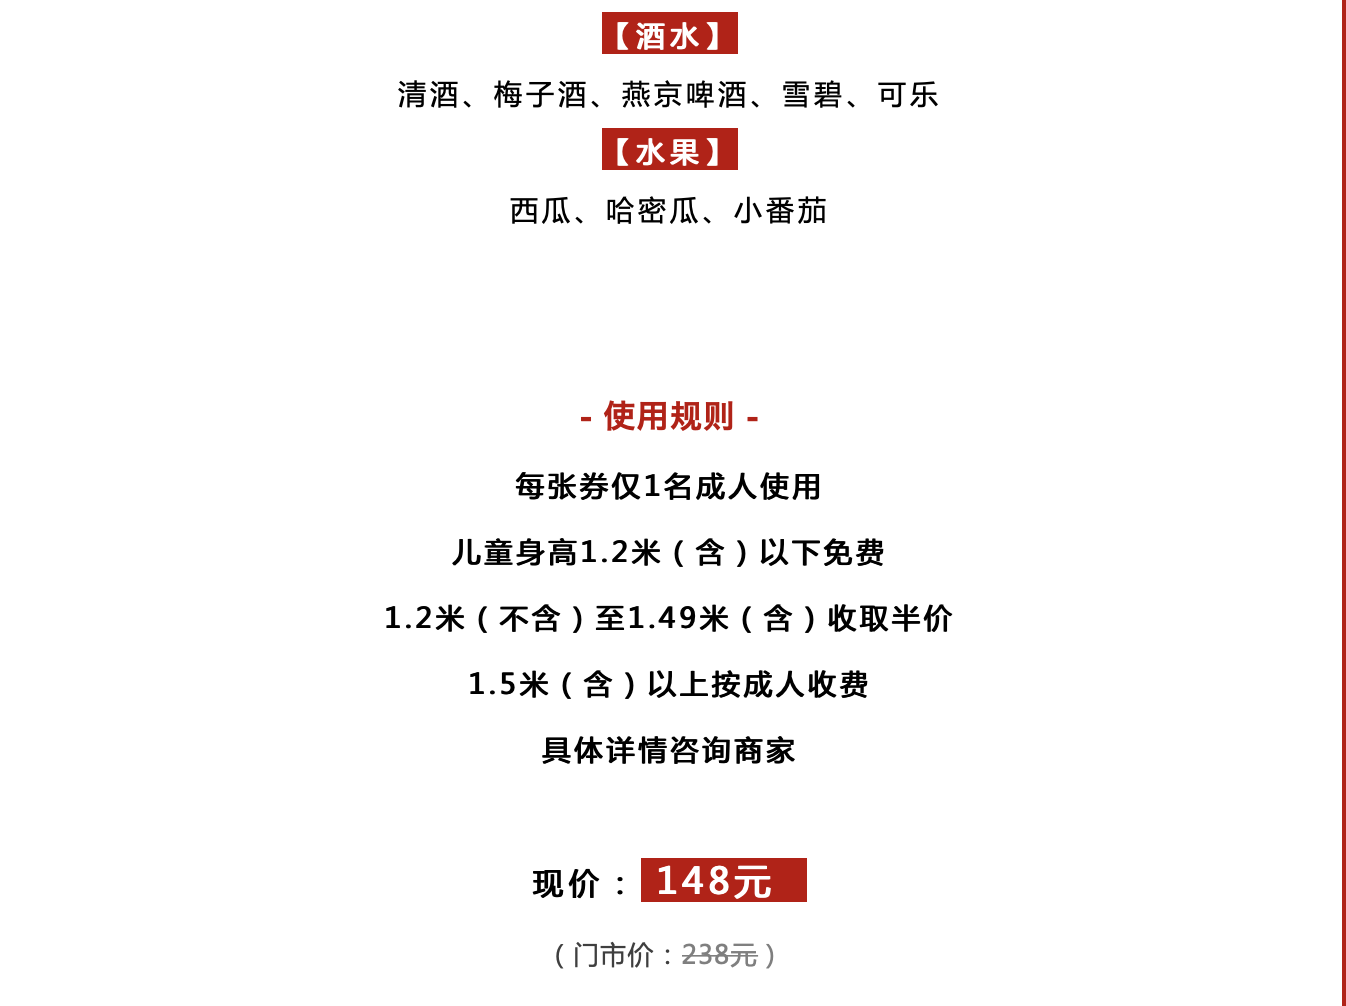 【酒水】
清酒、梅子酒、燕京啤酒、雪碧、可乐
【水果】
西瓜、哈密瓜、小番茄
- 使用规则 -
每张券仅1名成人使用
儿童身高1.2米（含）以下免费
1.2米（不含）至1.49米（含）收取半价
1.5米（含）以上按成人收费
具体详情咨询商家
现价：148元
（门市价：238元）